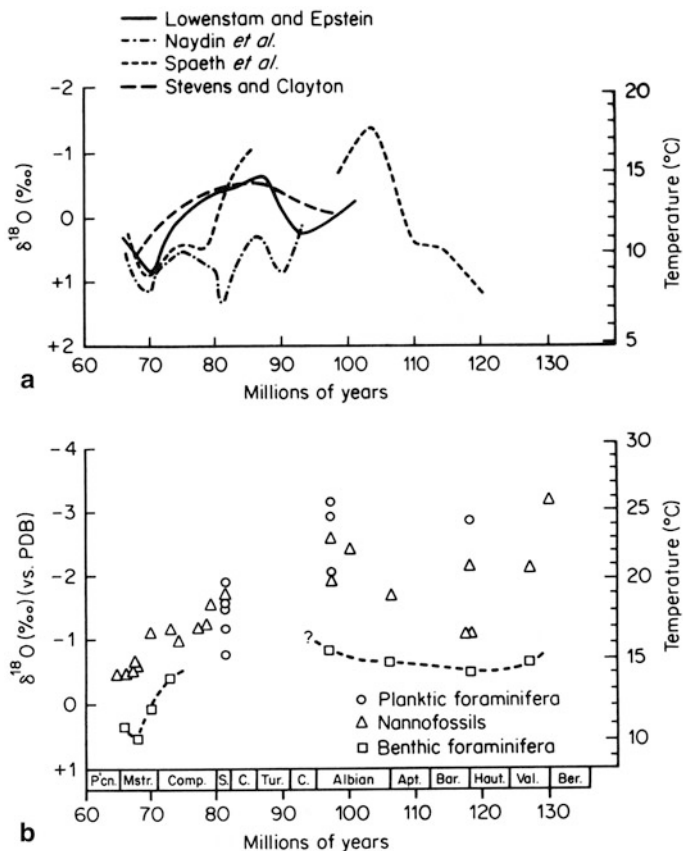 Lowenstam and Epstein
Naydin et al.
Spaeth et al.
Stevens and Clayton
-2
-1
0
+1
+2
δ¹⁸O (‰)
20
15
10
5
Temperature (°C)
60 70 80 90 100 110 120 130
Millions of years
a
-4
-3
-2
-1
0
+1
δ¹⁸O (‰) (vs. PDB)
30
25
20
15
10
Temperature (°C)
?
Planktic foraminifera
Nannofossils
Benthic foraminifera
P'cn. Mstr. Comp. S. C. Tur. C. Albian Apt. Bar. Haut. Val. Ber.
60 70 80 90 100 110 120 130
Millions of years
b